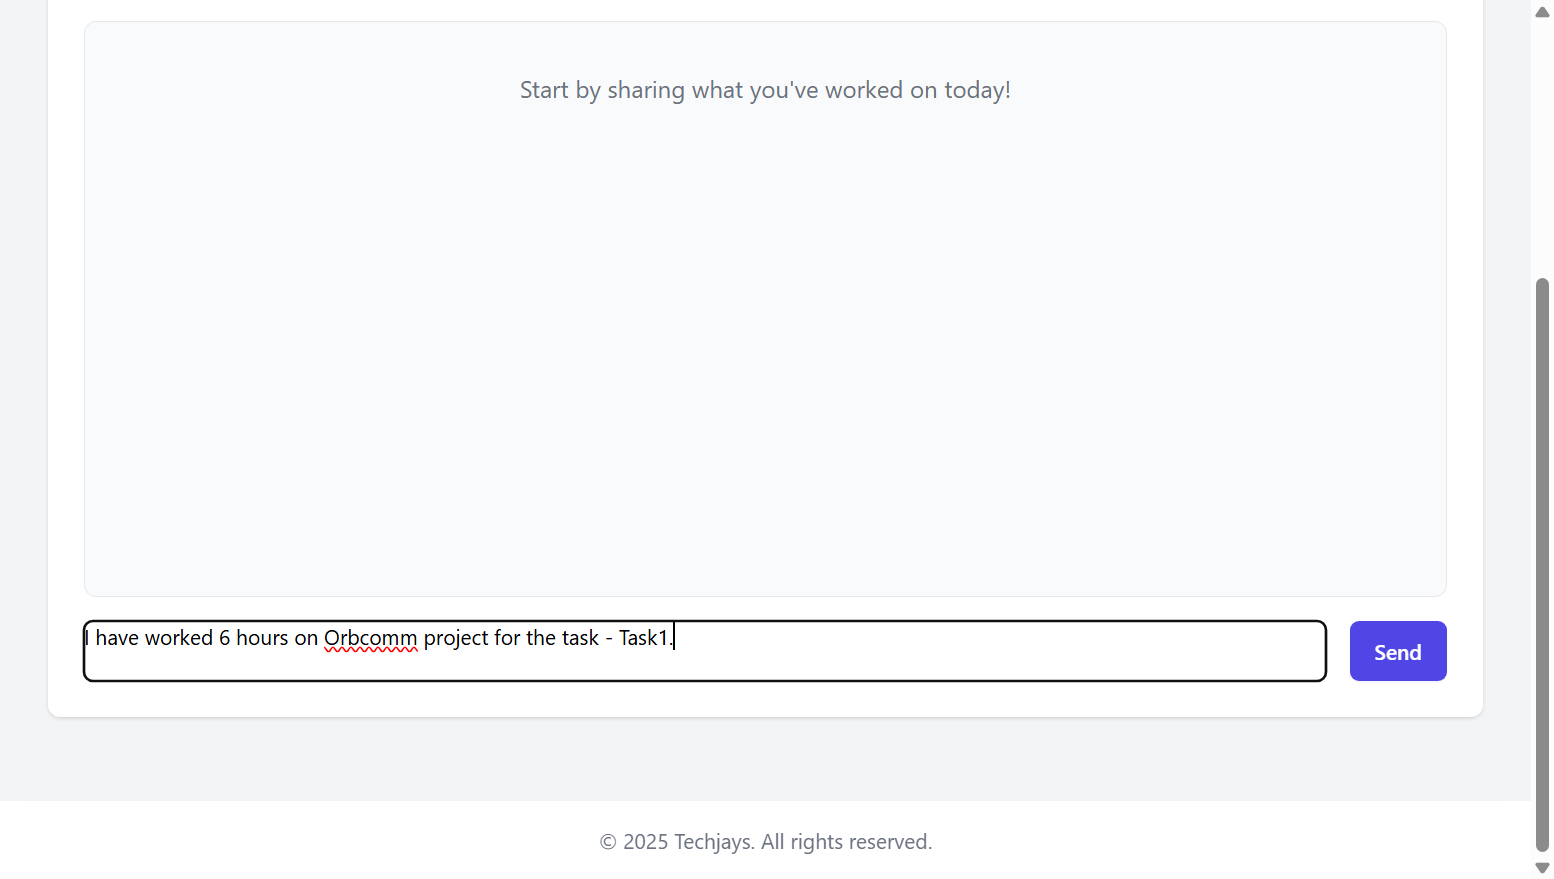 Start by sharing what you've worked on today!
I have worked 6 hours on Orbcomm project for the task - Task1.
Send
© 2025 Techjays. All rights reserved.